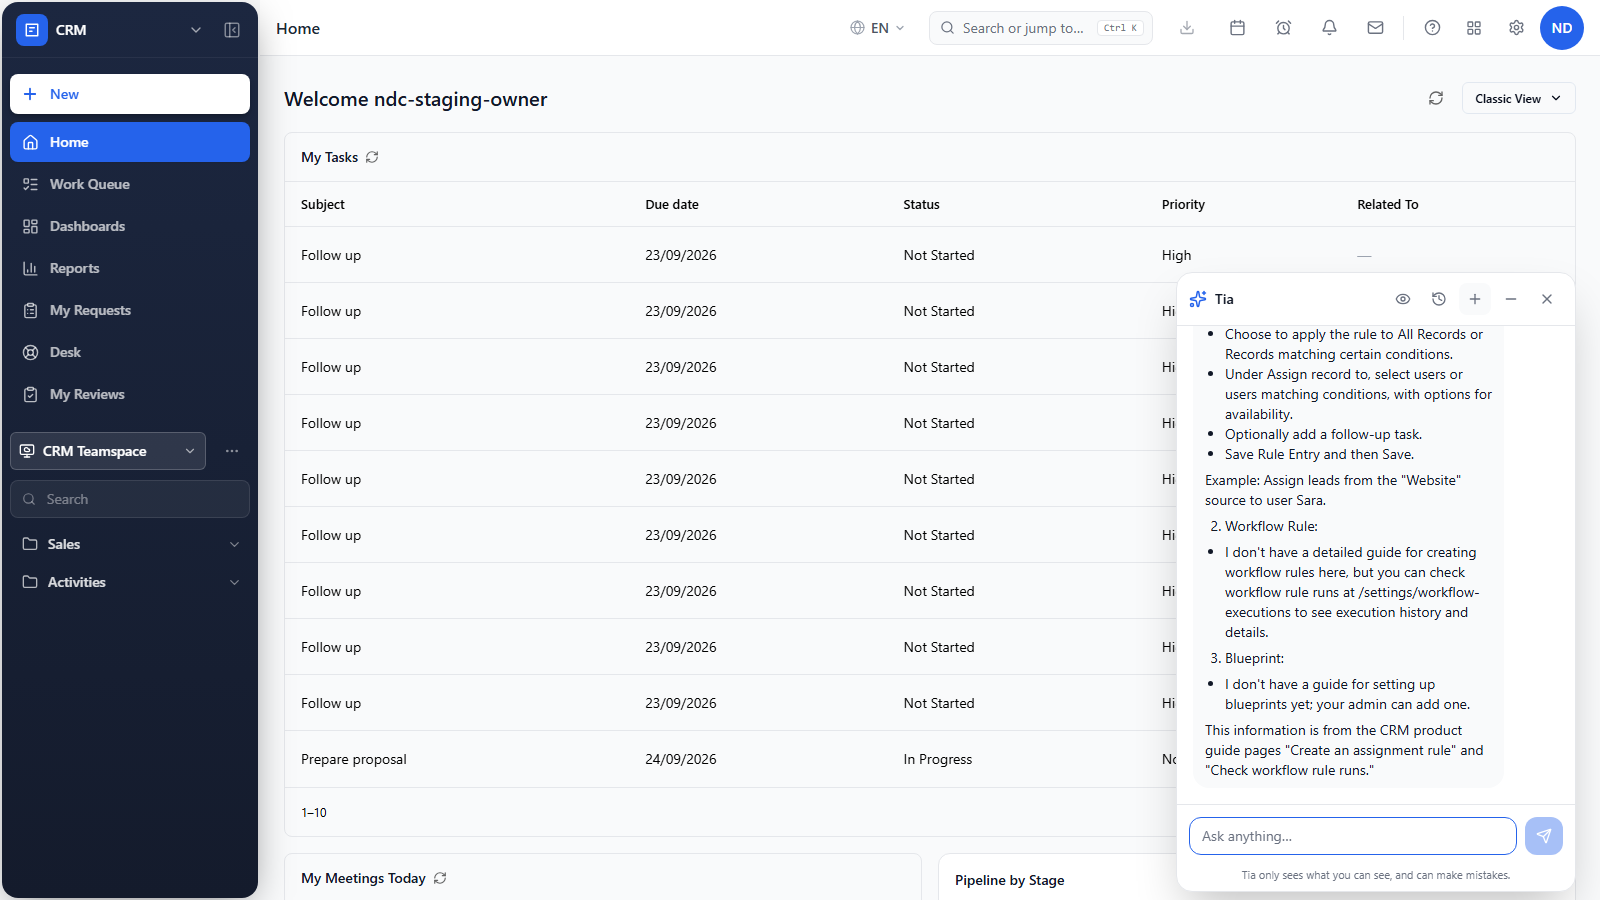 CRM
Home
EN
Search or jump to...
Ctrl K
ND
New
Home
Work Queue
Dashboards
Reports
My Requests
Desk
My Reviews
CRM Teamspace
Search
Sales
Activities
Welcome ndc-staging-owner
Classic View
My Tasks
Subject Due date Status Priority Related To
Follow up 23/09/2026 Not Started High —
Follow up 23/09/2026 Not Started Hi
Follow up 23/09/2026 Not Started Hi
Follow up 23/09/2026 Not Started Hi
Follow up 23/09/2026 Not Started Hi
Follow up 23/09/2026 Not Started Hi
Follow up 23/09/2026 Not Started Hi
Follow up 23/09/2026 Not Started Hi
Follow up 23/09/2026 Not Started Hi
Prepare proposal 24/09/2026 In Progress No
1–10
My Meetings Today
Pipeline by Stage
Tia
• Choose to apply the rule to All Records or
Records matching certain conditions.
• Under Assign record to, select users or
users matching conditions, with options for
availability.
• Optionally add a follow-up task.
• Save Rule Entry and then Save.
Example: Assign leads from the "Website"
source to user Sara.
2. Workflow Rule:
• I don't have a detailed guide for creating
workflow rules here, but you can check
workflow rule runs at /settings/workflow-
executions to see execution history and
details.
3. Blueprint:
• I don't have a guide for setting up
blueprints yet; your admin can add one.
This information is from the CRM product
guide pages "Create an assignment rule" and
"Check workflow rule runs."
Ask anything...
Tia only sees what you can see, and can make mistakes.